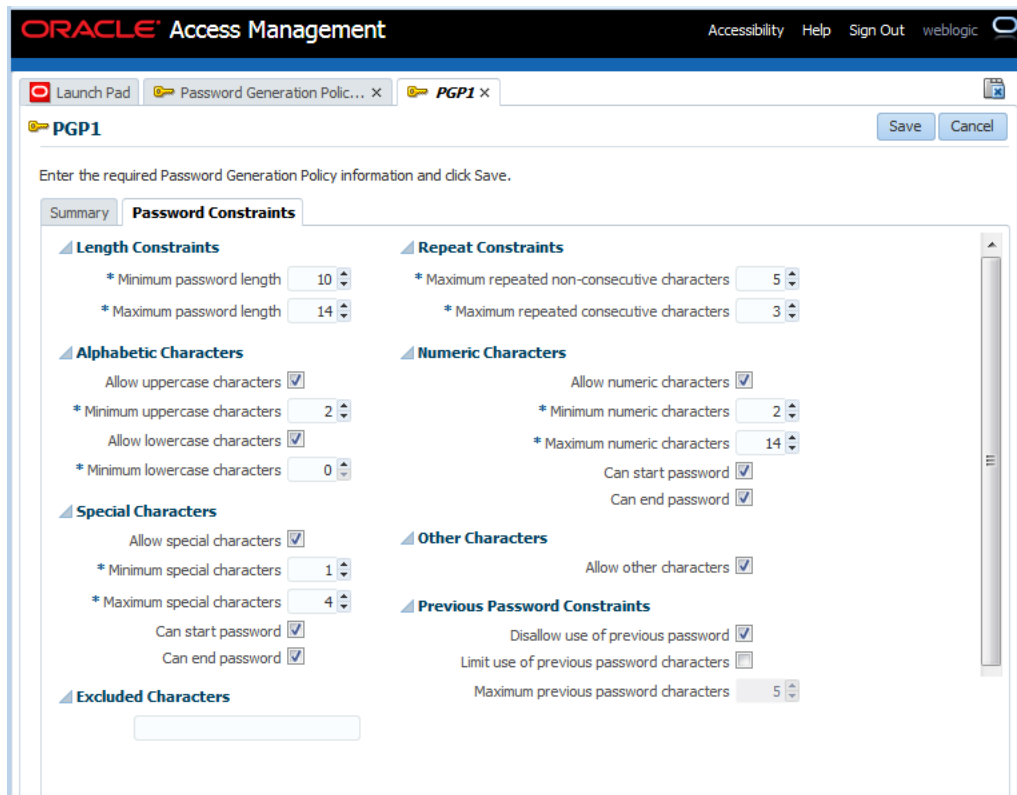 ORACLE Access Management
Accessibility Help Sign Out weblogic
Launch Pad
Password Generation Polic...
PGP1
PGP1
Save Cancel
Enter the required Password Generation Policy information and click Save.
Summary
Password Constraints
Length Constraints
* Minimum password length 10
* Maximum password length 14
Alphabetic Characters
Allow uppercase characters
* Minimum uppercase characters 2
Allow lowercase characters
* Minimum lowercase characters 0
Special Characters
Allow special characters
* Minimum special characters 1
* Maximum special characters 4
Can start password
Can end password
Excluded Characters
Repeat Constraints
* Maximum repeated non-consecutive characters 5
* Maximum repeated consecutive characters 3
Numeric Characters
Allow numeric characters
* Minimum numeric characters 2
* Maximum numeric characters 14
Can start password
Can end password
Other Characters
Allow other characters
Previous Password Constraints
Disallow use of previous password
Limit use of previous password characters
Maximum previous password characters 5